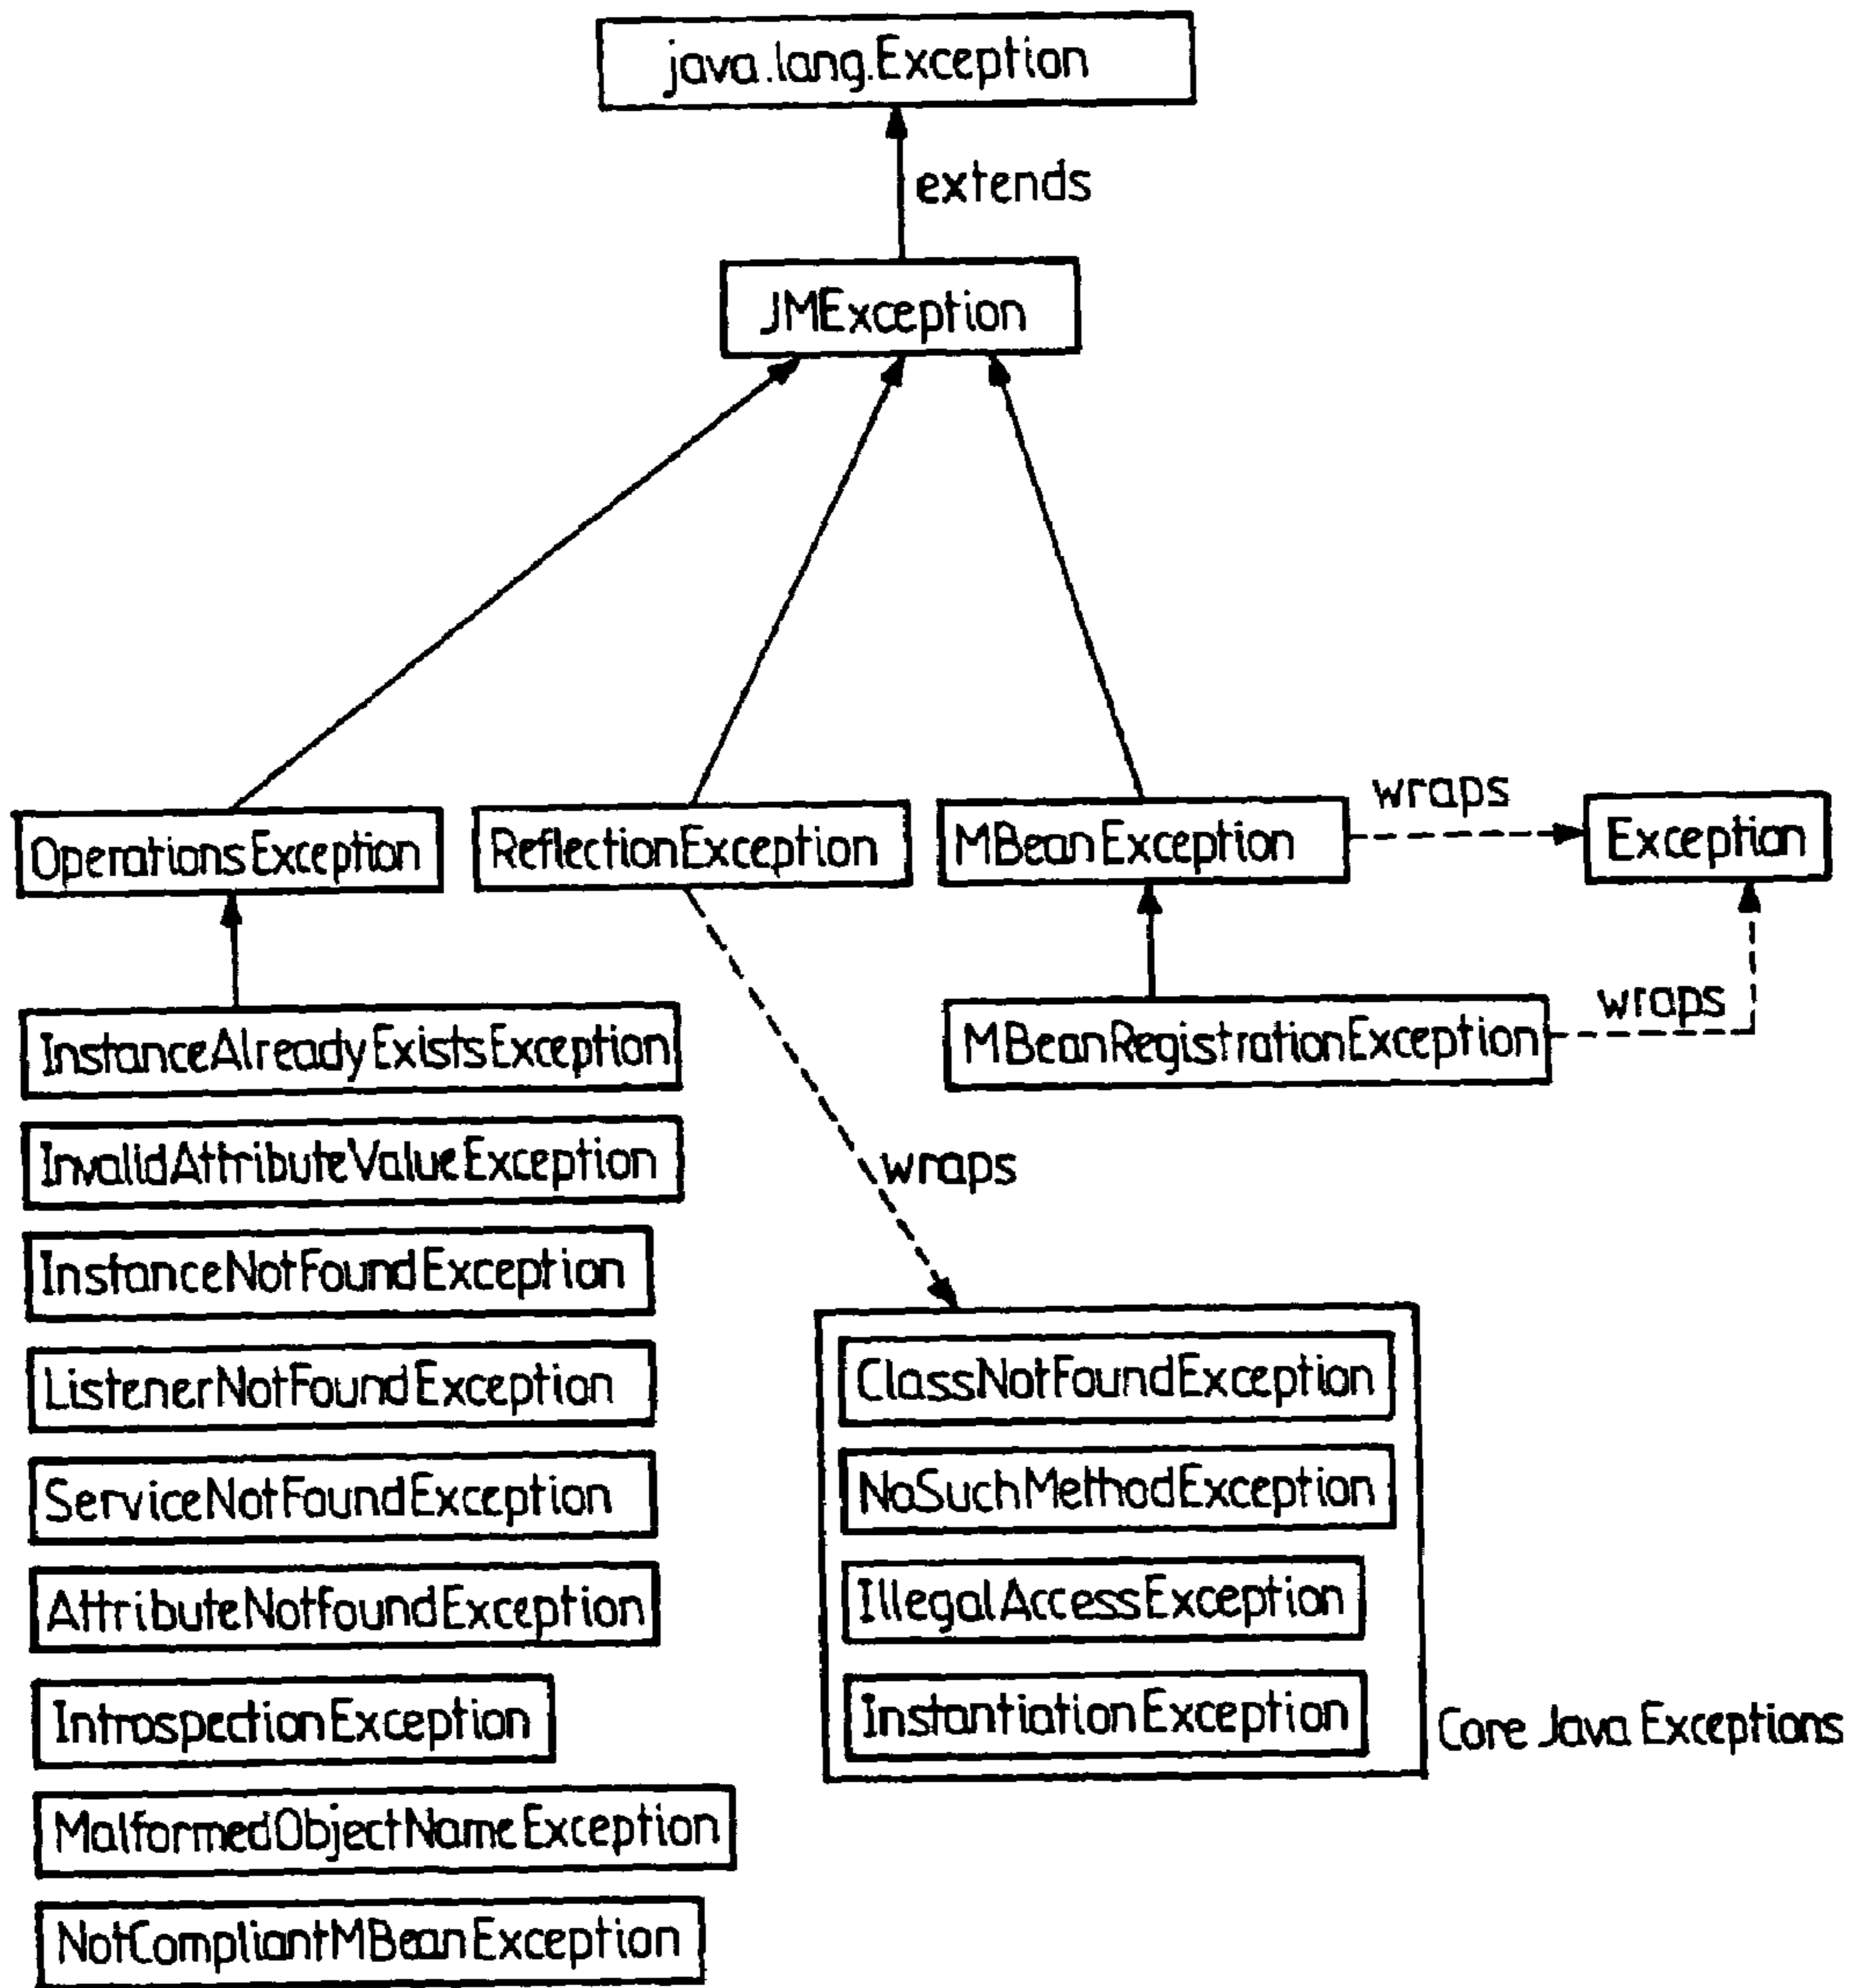 java.lang.Exception
extends
JMException
wraps
OperationsException
ReflectionException
MBeanException
Exception
wraps
InstanceAlreadyExistsException
MBeanRegistrationException
InvalidAttributeValueException
wraps
InstanceNotFoundException
ListenerNotFoundException
ServiceNotFoundException
AttributeNotfoundException
IntrospectionException
MalformedObjectNameException
NotCompliantMBeanException
ClassNotFoundException
NoSuchMethodException
IllegalAccessException
InstantiationException
Core Java Exceptions